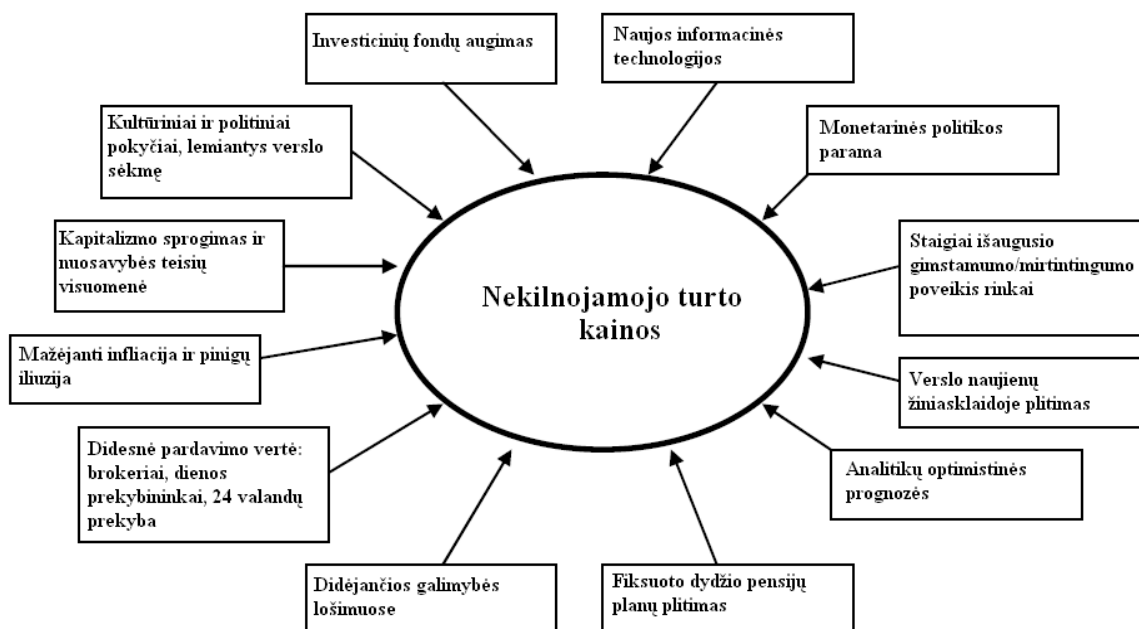 Investicinių fondų augimas
Naujos informacinės
technologijos
Kultūriniai ir politiniai
pokyčiai, lemiantys verslo
sėkmę
Monetarinės politikos
parama
Kapitalizmo sprogimas ir
nuosavybės teisių
visuomenė
Staigiai išaugusio
gimstamumo/mirtintingumo
poveikis rinkai
Nekilnojamojo turto
kainos
Mažėjanti infliacija ir pinigų
iliuzija
Verslo naujienų
žiniasklaidoje plitimas
Didesnė pardavimo vertė:
brokeriai, dienos
prekybininkai, 24 valandų
prekyba
Analitikų optimistinės
prognozės
Didėjančios galimybės
lošimuose
Fiksuoto dydžio pensijų
planų plitimas